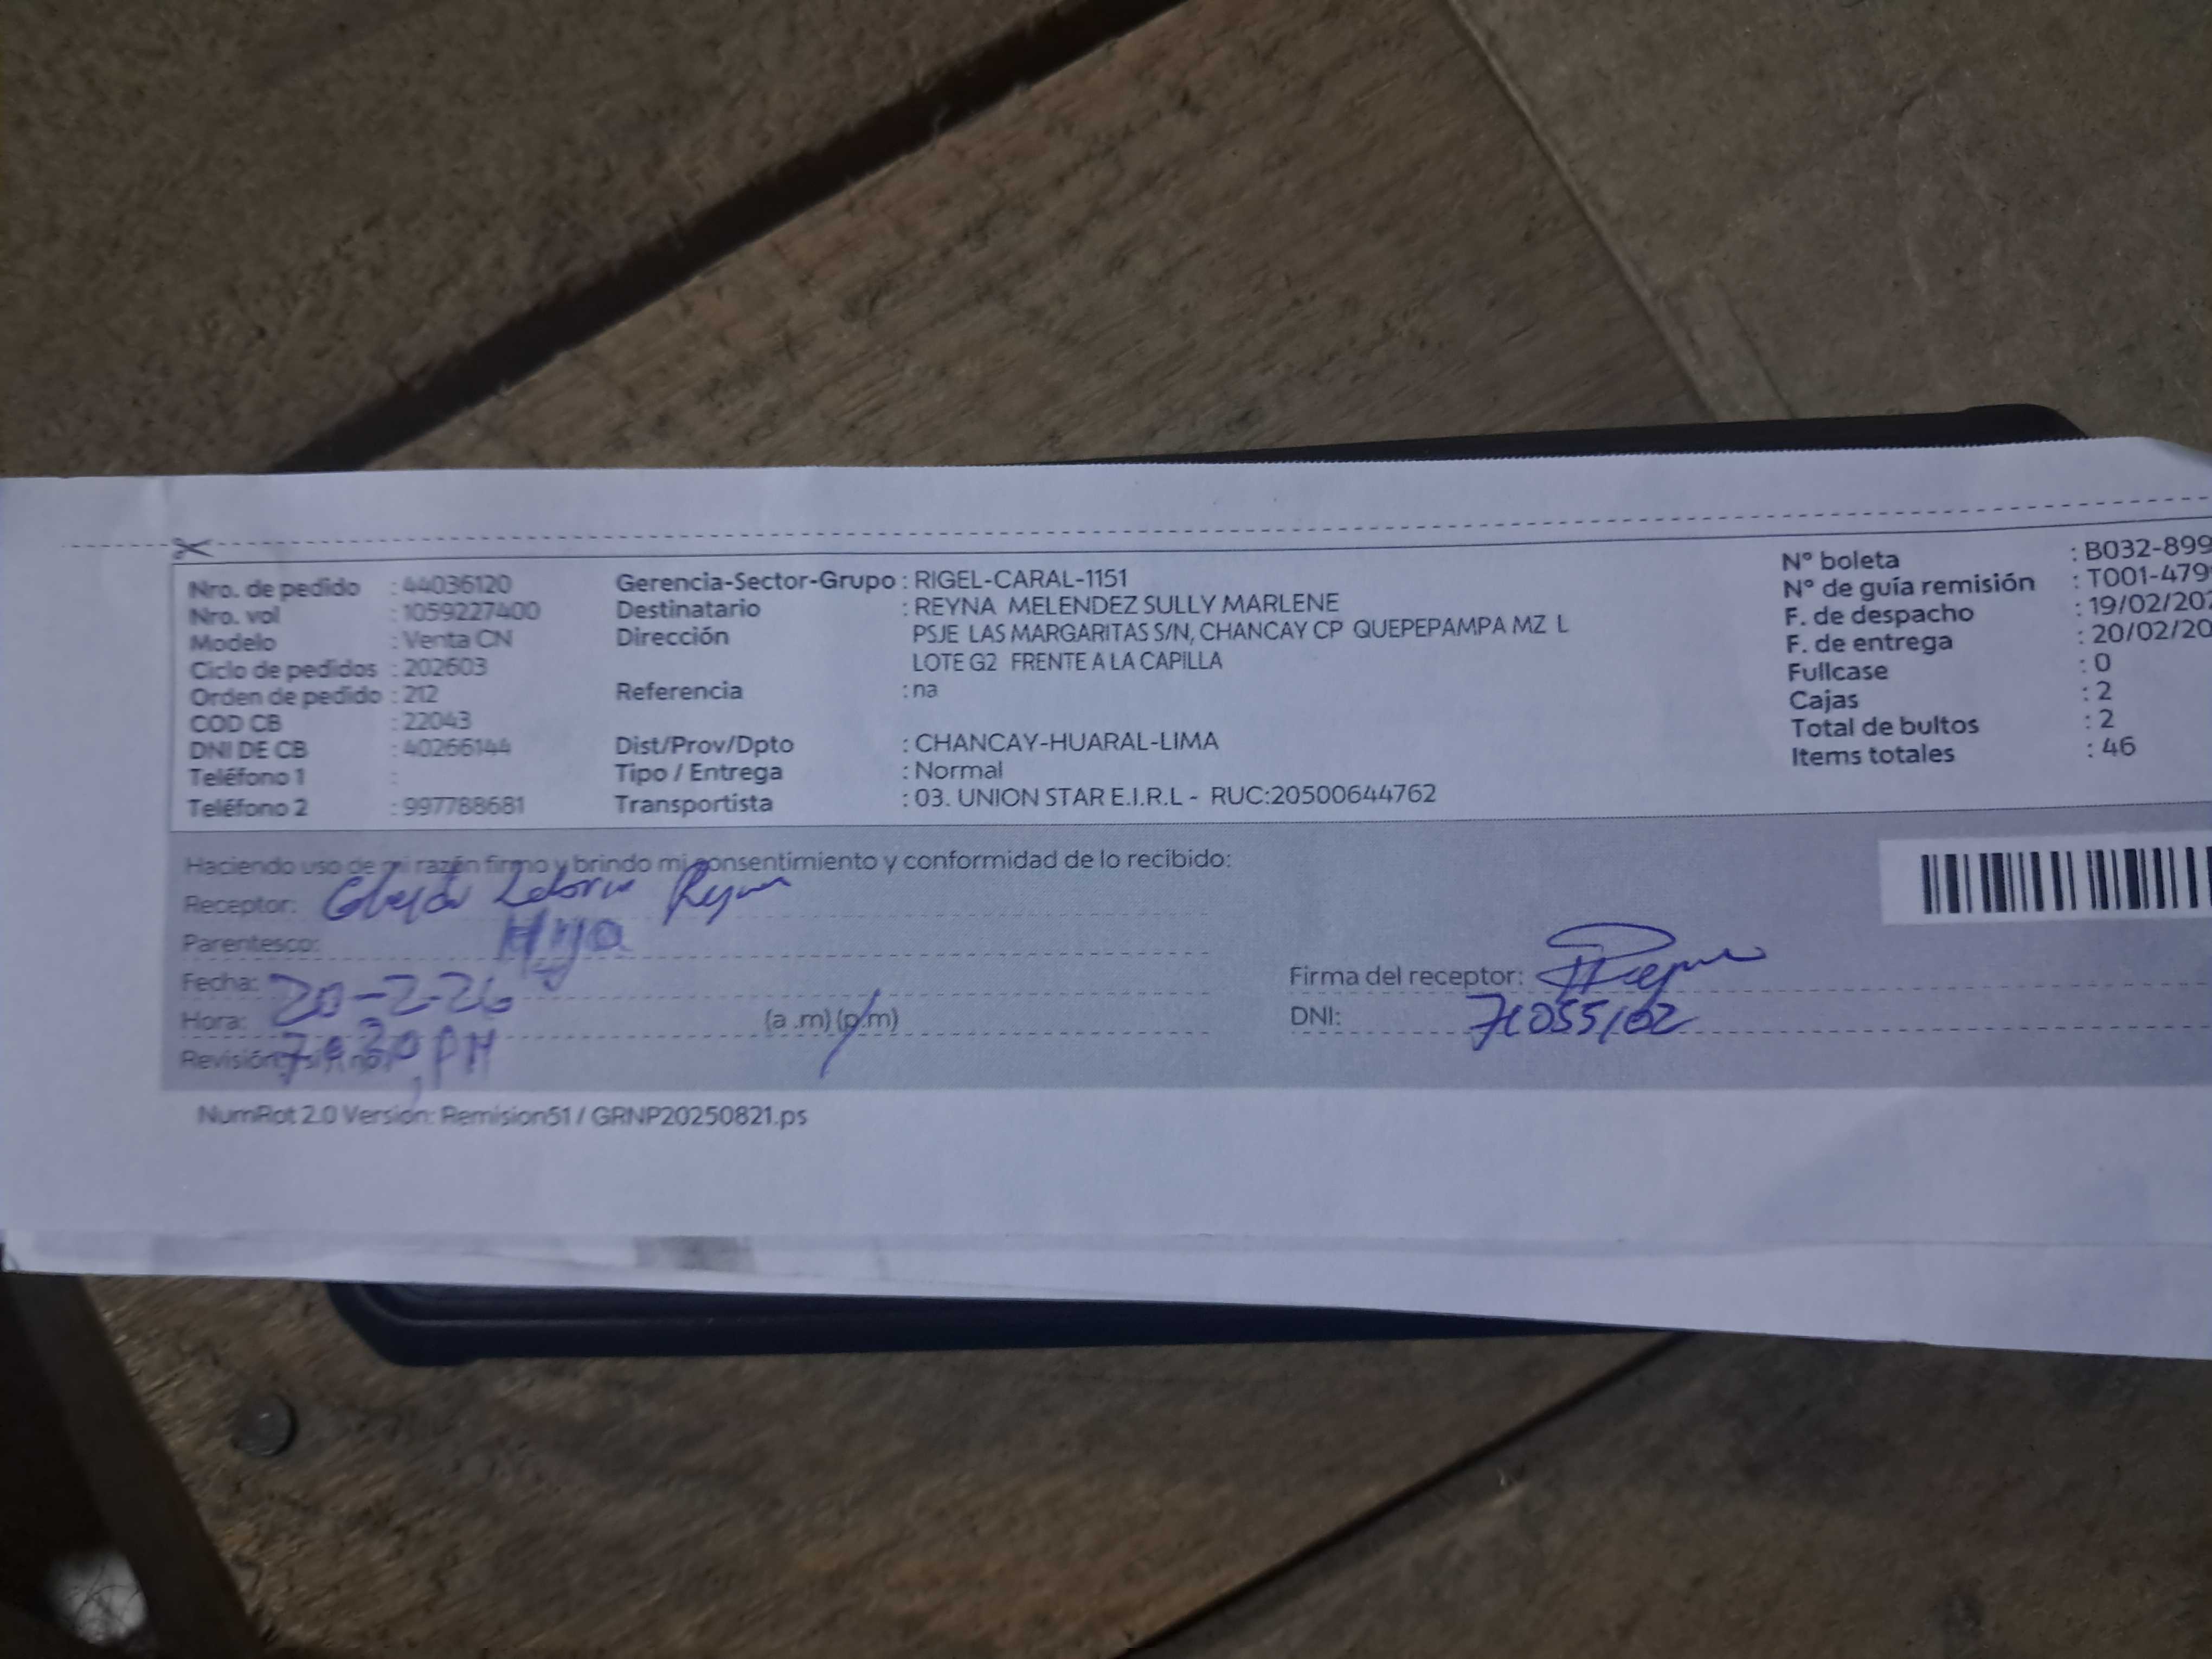 Nro. de pedido : 44036120
Nro. vol : 1059227400
Modelo : Venta CN
Ciclo de pedidos : 202603
Orden de pedido : 212
COD CB : 22043
DNI DE CB : 40266144
Teléfono 1 :
Teléfono 2 : 997788681
Gerencia-Sector-Grupo : RIGEL-CARAL-1151
Destinatario : REYNA MELENDEZ SULLY MARLENE
Dirección PSJE LAS MARGARITAS S/N, CHANCAY CP QUEPEPAMPA MZ L
LOTE G2 FRENTE A LA CAPILLA
Referencia : na
Dist/Prov/Dpto : CHANCAY-HUARAL-LIMA
Tipo / Entrega : Normal
Transportista : 03. UNION STAR E.I.R.L - RUC:20500644762
N° boleta : B032-899
N° de guía remisión : T001-479
F. de despacho : 19/02/202
F. de entrega : 20/02/20
Fullcase : 0
Cajas : 2
Total de bultos : 2
Items totales : 46
Haciendo uso de mi razón firmo y brindo mi consentimiento y conformidad de lo recibido:
Receptor: Reyna
Parentesco: Hija
Fecha: 20-2-26
Hora: (a .m) (p.m)
Revisión: 7:30 PM
Firma del receptor:
DNI: 71055102
NumRot 2.0 Version: Remision51 / GRNP20250821.ps